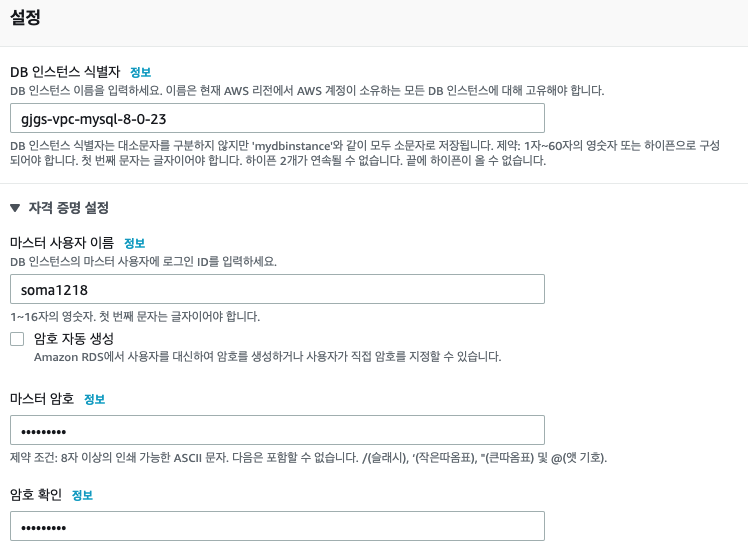 설정
DB 인스턴스 식별자 정보
DB 인스턴스 이름을 입력하세요. 이름은 현재 AWS 리전에서 AWS 계정이 소유하는 모든 DB 인스턴스에 대해 고유해야 합니다.
gjgs-vpc-mysql-8-0-23
DB 인스턴스 식별자는 대소문자를 구분하지 않지만 'mydbinstance'와 같이 모두 소문자로 저장됩니다. 제약: 1자~60자의 영숫자 또는 하이픈으로 구성
되어야 합니다. 첫 번째 문자는 글자이어야 합니다. 하이픈 2개가 연속될 수 없습니다. 끝에 하이픈이 올 수 없습니다.
▼ 자격 증명 설정
마스터 사용자 이름 정보
DB 인스턴스의 마스터 사용자에 로그인 ID를 입력하세요.
soma1218
1~16자의 영숫자. 첫 번째 문자는 글자이어야 합니다.
암호 자동 생성
Amazon RDS에서 사용자를 대신하여 암호를 생성하거나 사용자가 직접 암호를 지정할 수 있습니다.
마스터 암호 정보
•••••••••
제약 조건: 8자 이상의 인쇄 가능한 ASCII 문자. 다음은 포함할 수 없습니다. /(슬래시), '(작은따옴표), "(큰따옴표) 및 @(앳 기호).
암호 확인 정보
•••••••••